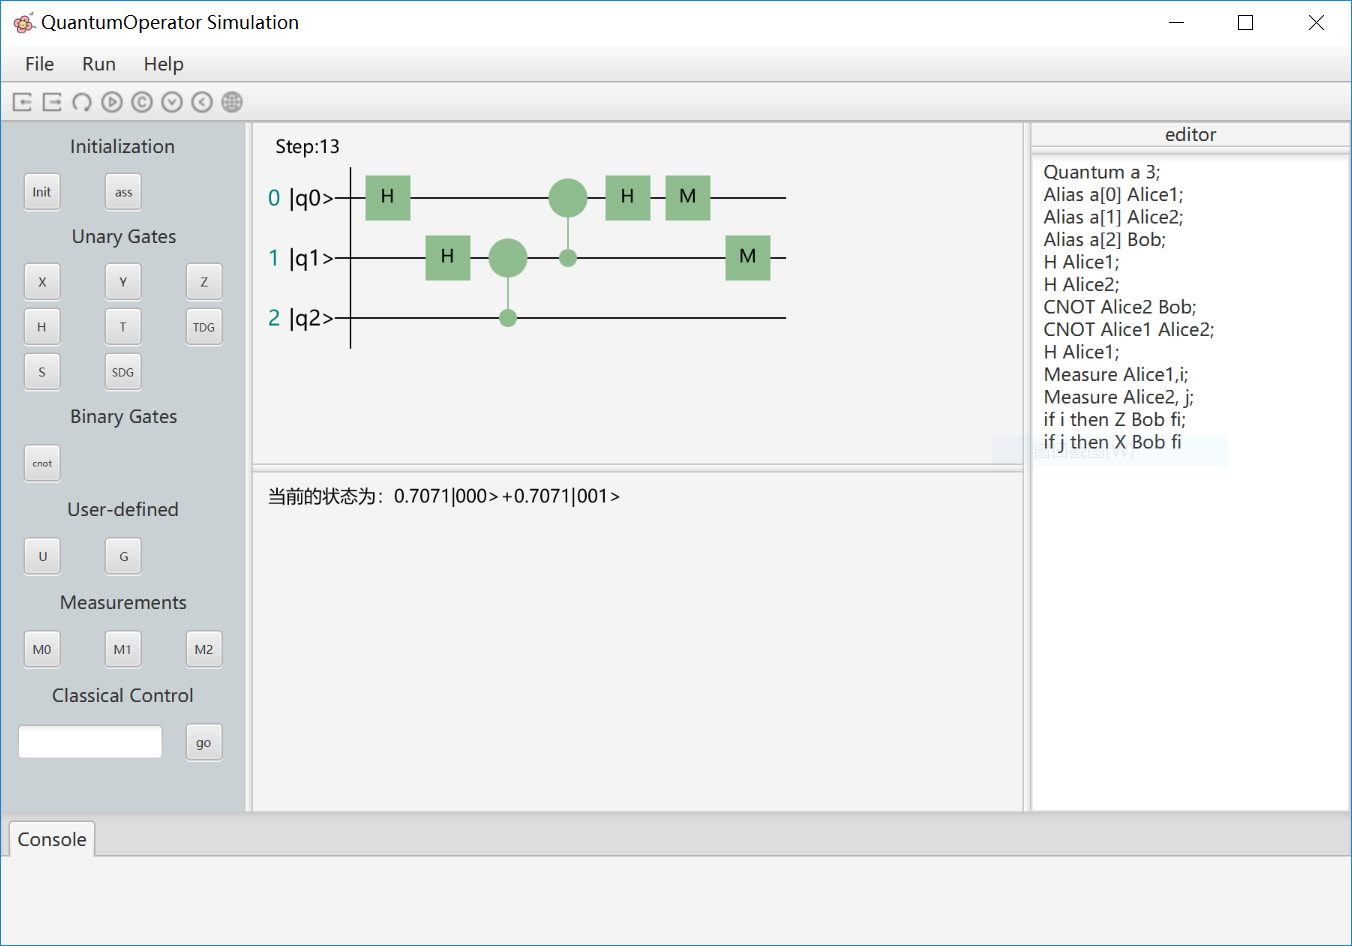 QuantumOperator Simulation
File Run Help
Initialization
Init ass
Unary Gates
X Y Z
H T TDG
S SDG
Binary Gates
cnot
User-defined
U G
Measurements
M0 M1 M2
Classical Control
go
Step:13
0 |q0> H H M
1 |q1> H M
2 |q2>
当前的状态为：0.7071|000>+0.7071|001>
editor
Quantum a 3;
Alias a[0] Alice1;
Alias a[1] Alice2;
Alias a[2] Bob;
H Alice1;
H Alice2;
CNOT Alice2 Bob;
CNOT Alice1 Alice2;
H Alice1;
Measure Alice1,i;
Measure Alice2, j;
if i then Z Bob fi;
if j then X Bob fi
窗口截图(W)
Console